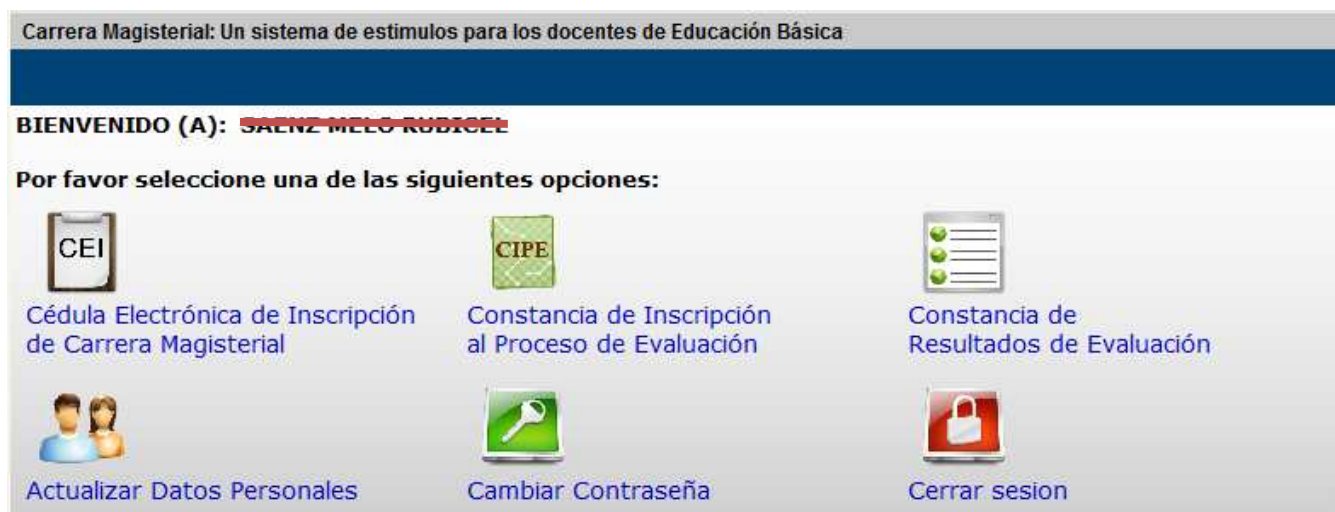 Carrera Magisterial: Un sistema de estimulos para los docentes de Educación Básica
BIENVENIDO (A):
Por favor seleccione una de las siguientes opciones:
CEI
CIPE
Cédula Electrónica de Inscripción
de Carrera Magisterial
Constancia de Inscripción
al Proceso de Evaluación
Constancia de
Resultados de Evaluación
Actualizar Datos Personales
Cambiar Contraseña
Cerrar sesion